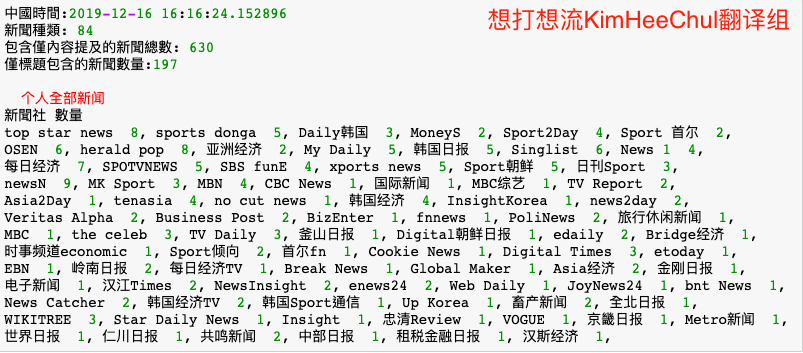 中國時間:2019-12-16 16:16:24.152896
想打想流KimHeeChul翻译组
新聞種類: 84
包含僅內容提及的新聞總數: 630
僅標題包含的新聞數量:197
个人全部新闻
新聞社 數量
top star news 8, sports donga 5, Daily韩国 3, MoneyS 2, Sport2Day 4, Sport 首尔 2,
OSEN 6, herald pop 8, 亚洲经济 2, My Daily 5, 韩国日报 5, Singlist 6, News 1 4,
每日经济 7, SPOTVNEWS 5, SBS funE 4, xports news 5, Sport朝鲜 5, 日刊Sport 3,
newsN 9, MK Sport 3, MBN 4, CBC News 1, 国际新闻 1, MBC综艺 1, TV Report 2,
Asia2Day 1, tenasia 4, no cut news 1, 韩国经济 4, InsightKorea 1, news2day 2,
Veritas Alpha 2, Business Post 2, BizEnter 1, fnnews 1, PoliNews 2, 旅行休闲新闻 1,
MBC 1, the celeb 3, TV Daily 3, 釜山日报 1, Digital朝鲜日报 1, edaily 2, Bridge经济 1,
时事频道economic 1, Sport倾向 2, 首尔fn 1, Cookie News 1, Digital Times 3, etoday 1,
EBN 1, 岭南日报 2, 每日经济TV 1, Break News 1, Global Maker 1, Asia经济 2, 金刚日报 1,
电子新闻 1, 汉江Times 2, NewsInsight 2, enews24 2, Web Daily 1, JoyNews24 1, bnt News 1,
News Catcher 2, 韩国经济TV 2, 韩国Sport通信 1, Up Korea 1, 畜产新闻 2, 全北日报 1,
WIKITREE 3, Star Daily News 1, Insight 1, 忠清Review 1, VOGUE 1, 京畿日报 1, Metro新闻 1,
世界日报 1, 仁川日报 1, 共鸣新闻 2, 中部日报 1, 租税金融日报 1, 汉斯经济 1,